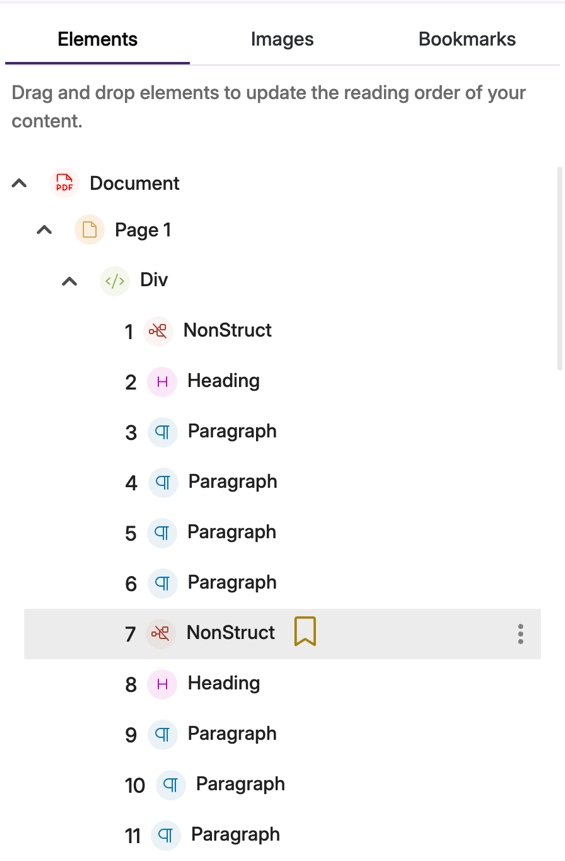 Elements Images Bookmarks
Drag and drop elements to update the reading order of your
content.
PDF Document
Page 1
</> Div
1 NonStruct
2 H Heading
3 Paragraph
4 Paragraph
5 Paragraph
6 Paragraph
7 NonStruct
8 H Heading
9 Paragraph
10 Paragraph
11 Paragraph